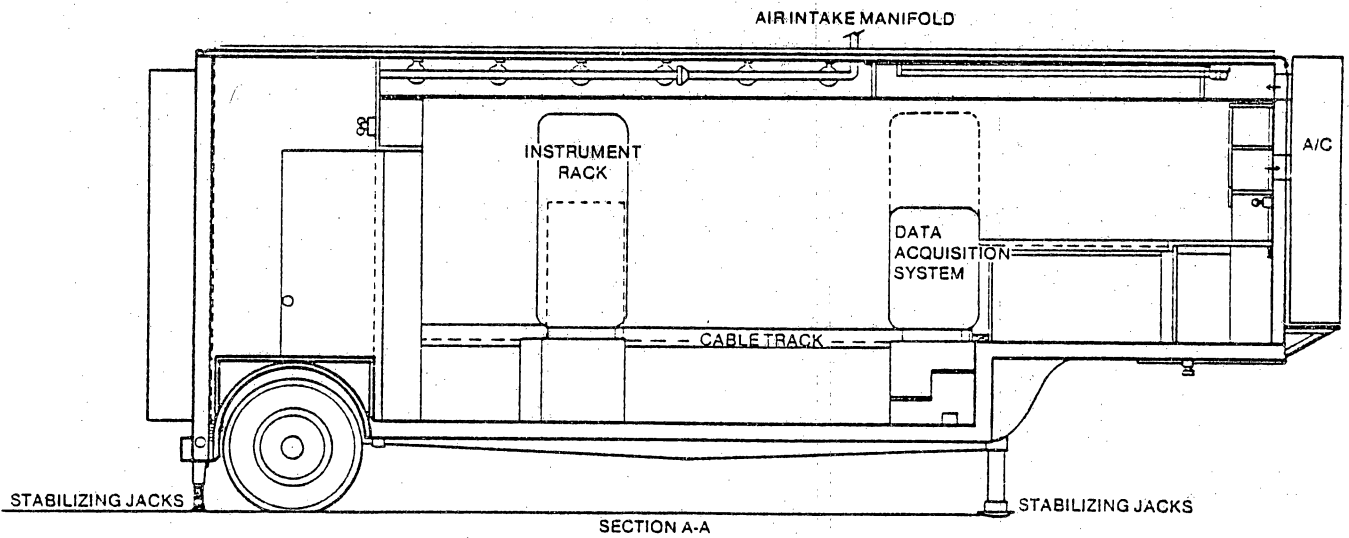 AIR INTAKE MANIFOLD
A/C
INSTRUMENT
RACK
DATA
ACQUISITION
SYSTEM
CABLE TRACK
STABILIZING JACKS
STABILIZING JACKS
SECTION A-A